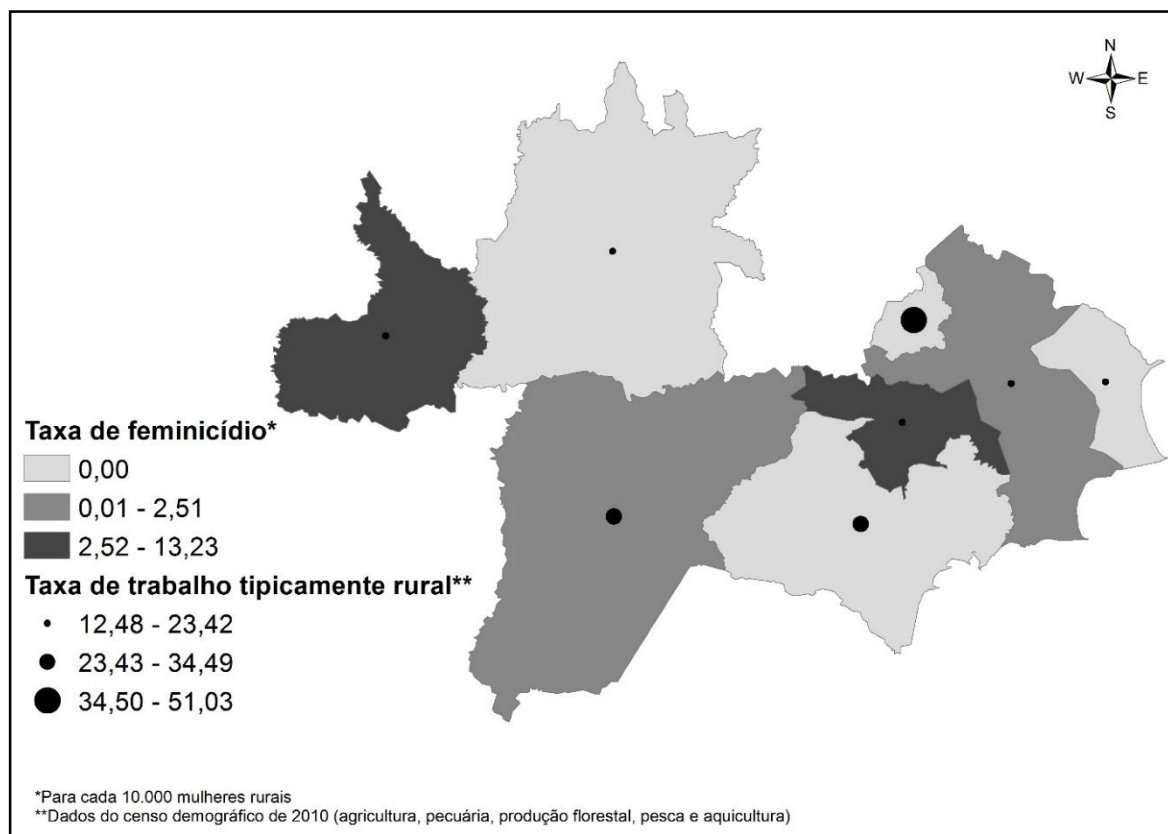 N
W E
S
Taxa de feminicídio*
0,00
0,01 - 2,51
2,52 - 13,23
Taxa de trabalho tipicamente rural**
12,48 - 23,42
23,43 - 34,49
34,50 - 51,03
*Para cada 10.000 mulheres rurais
**Dados do censo demográfico de 2010 (agricultura, pecuária, produção florestal, pesca e aquicultura)